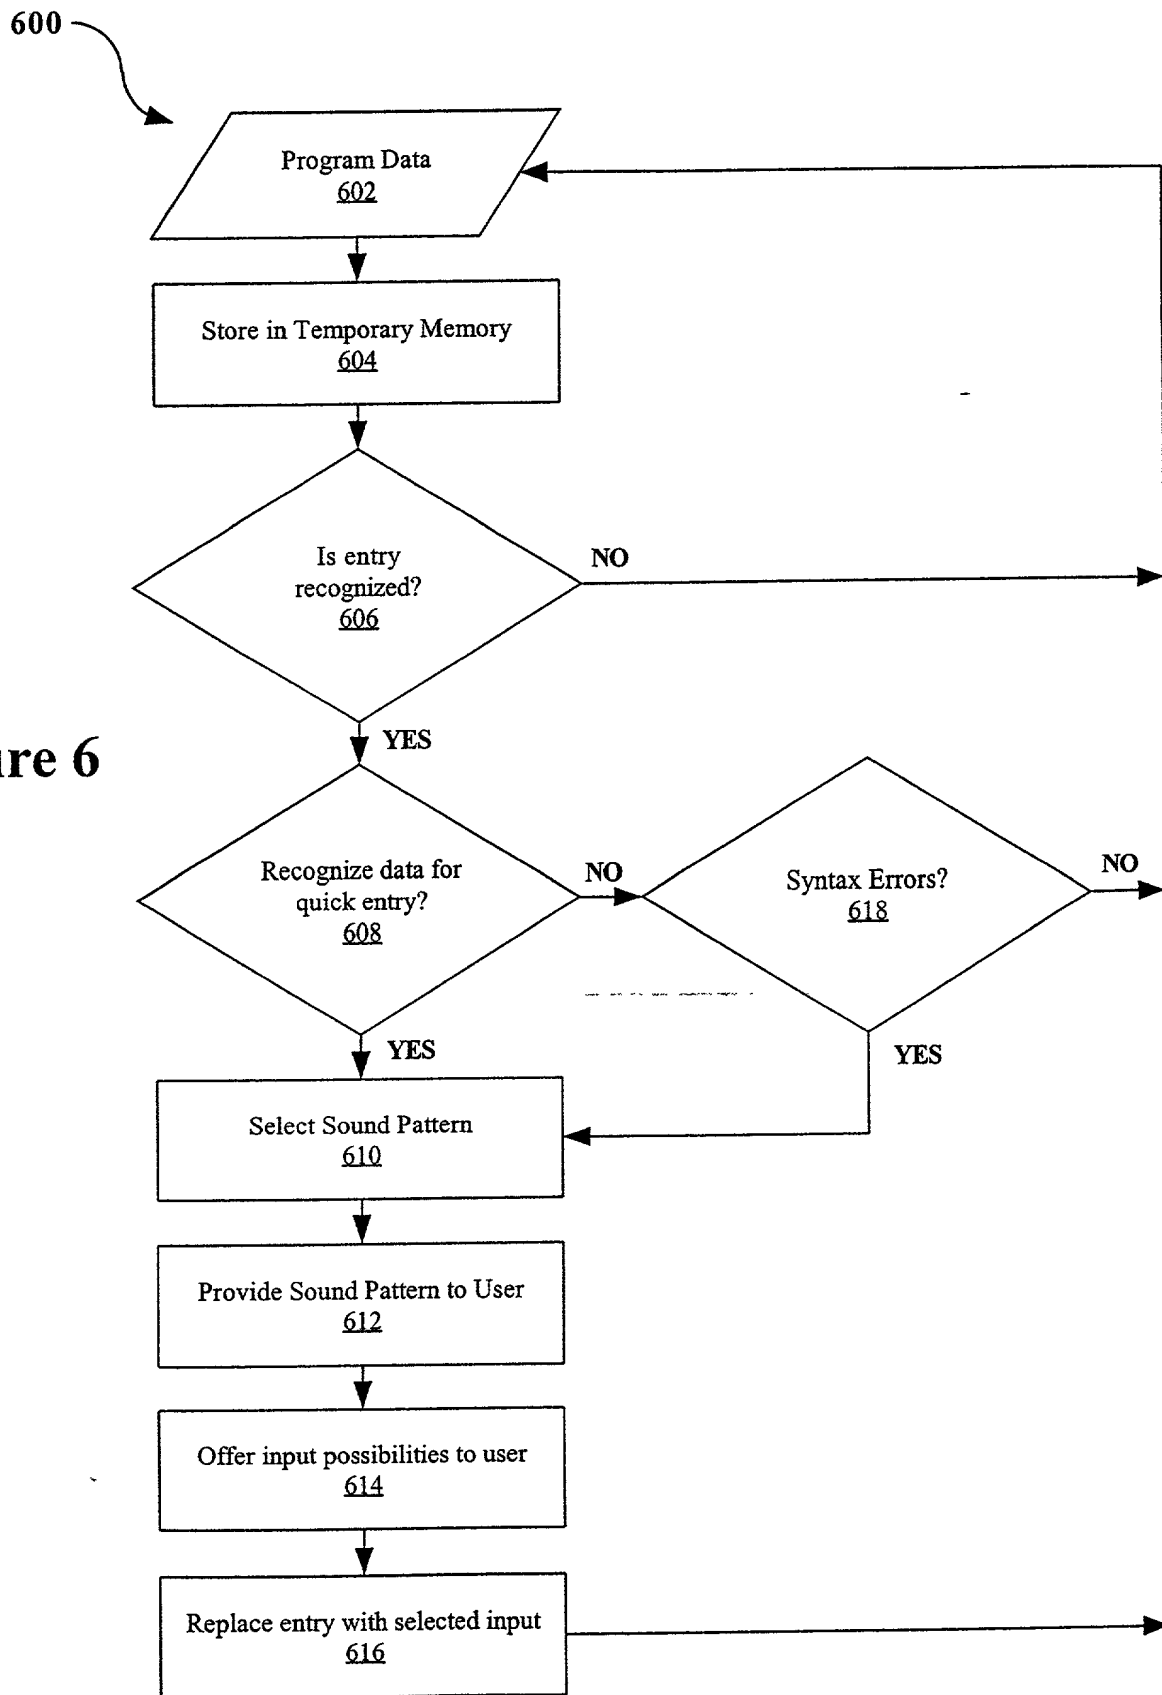 600
Program Data
602
Store in Temporary Memory
604
Is entry
recognized?
606
NO
YES
ure 6
Recognize data for
quick entry?
608
NO
Syntax Errors?
618
NO
YES
YES
Select Sound Pattern
610
Provide Sound Pattern to User
612
Offer input possibilities to user
614
Replace entry with selected input
616